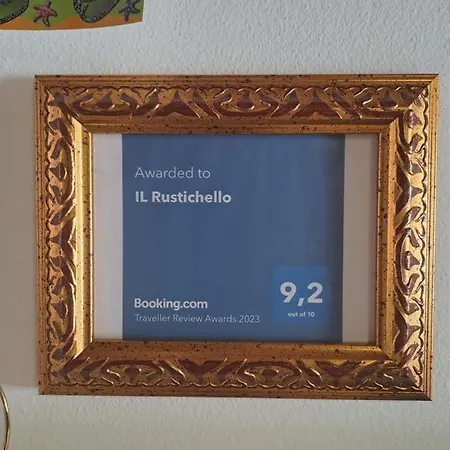 Awarded to
IL Rustichello
Booking.com
Traveller Review Awards 2023
9,2
out of 10